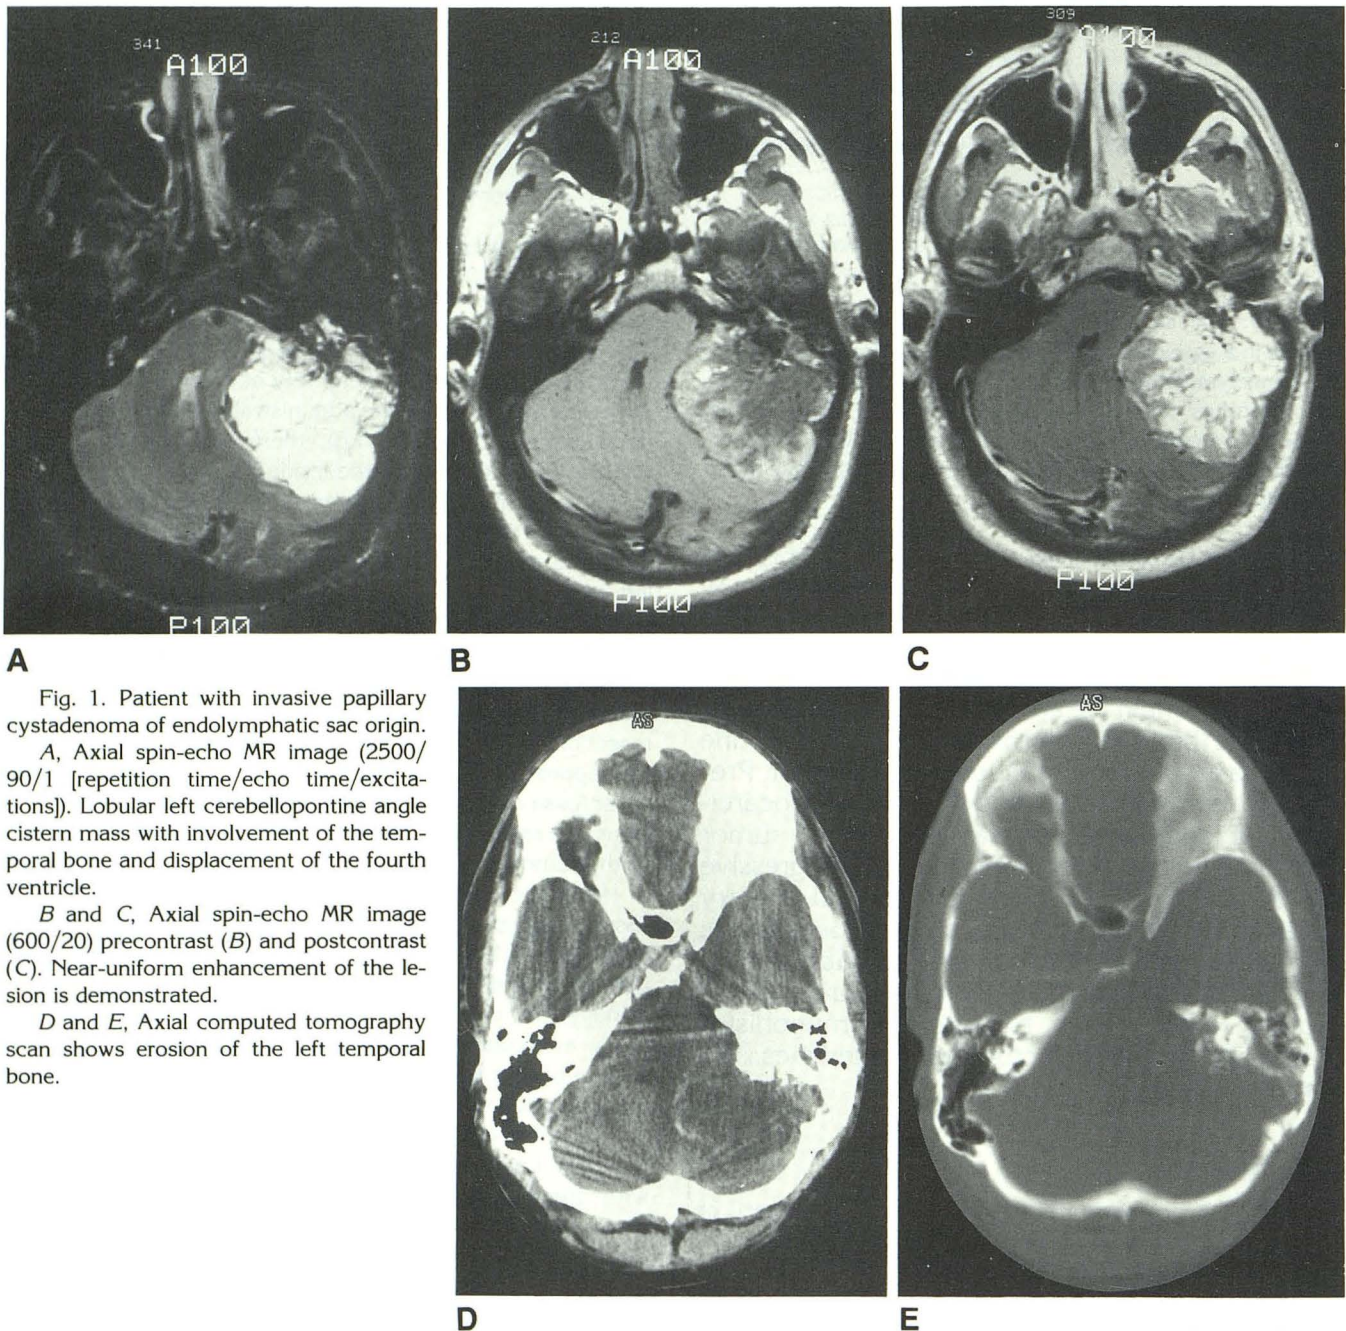 341
A100
P100
A
212
A100
P100
B
309
A100
P100
C
Fig. 1. Patient with invasive papillary
cystadenoma of endolymphatic sac origin.
A, Axial spin-echo MR image (2500/
90/1 [repetition time/echo time/excita-
tions]). Lobular left cerebellopontine angle
cistern mass with involvement of the tem-
poral bone and displacement of the fourth
ventricle.
B and C, Axial spin-echo MR image
(600/20) precontrast (B) and postcontrast
(C). Near-uniform enhancement of the le-
sion is demonstrated.
D and E, Axial computed tomography
scan shows erosion of the left temporal
bone.
AS
D
AS
E